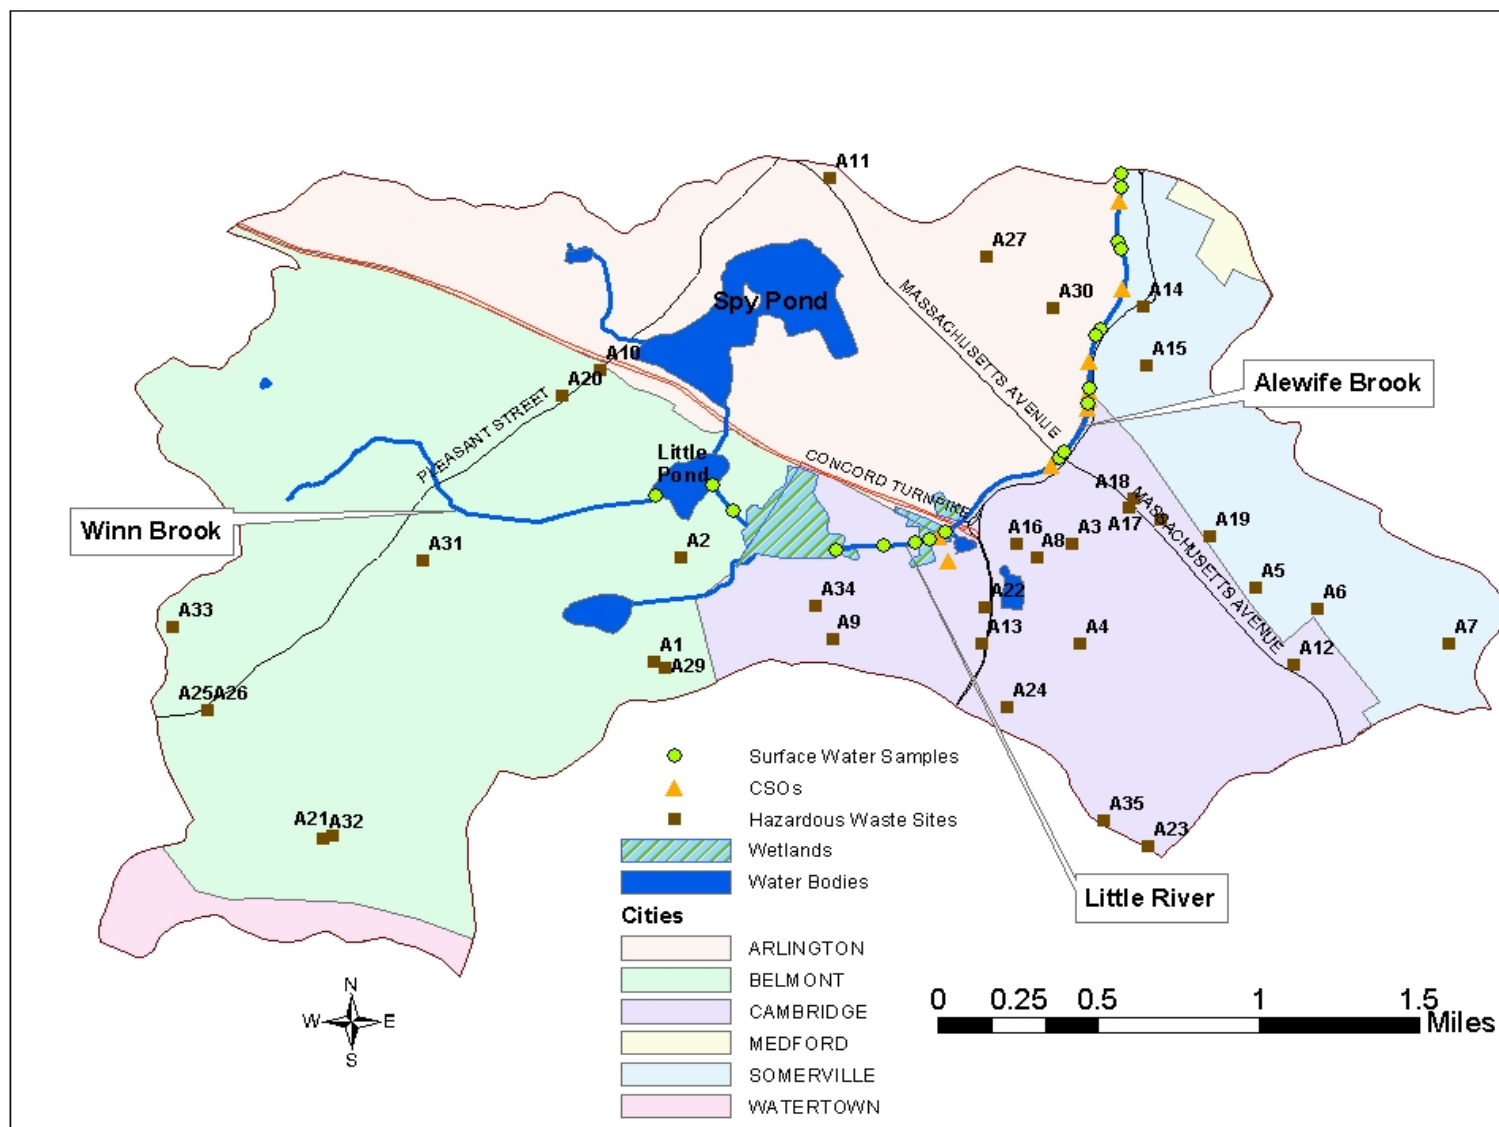 A11
A27
Spy Pond
MASSACHUSETTS AVENUE
A30
A14
A10
A15
A20
Alewife Brook
PLEASANT STREET
Little
Pond
CONCORD TURNPIKE
A18
MASSACHUSETTS AVENUE
Winn Brook
A17
A19
A31
A2
A16
A8
A3
A5
A34
A22
A6
A33
A9
A13
A4
A7
A1
A29
A12
A25A26
A24
Surface Water Samples
CSOs
A21
A32
Hazardous Waste Sites
A35
A23
Wetlands
Water Bodies
Little River
Cities
ARLINGTON
BELMONT
CAMBRIDGE
MEDFORD
SOMERVILLE
WATERTOWN
N
W
E
S
0 0.25 0.5 1 1.5
Miles